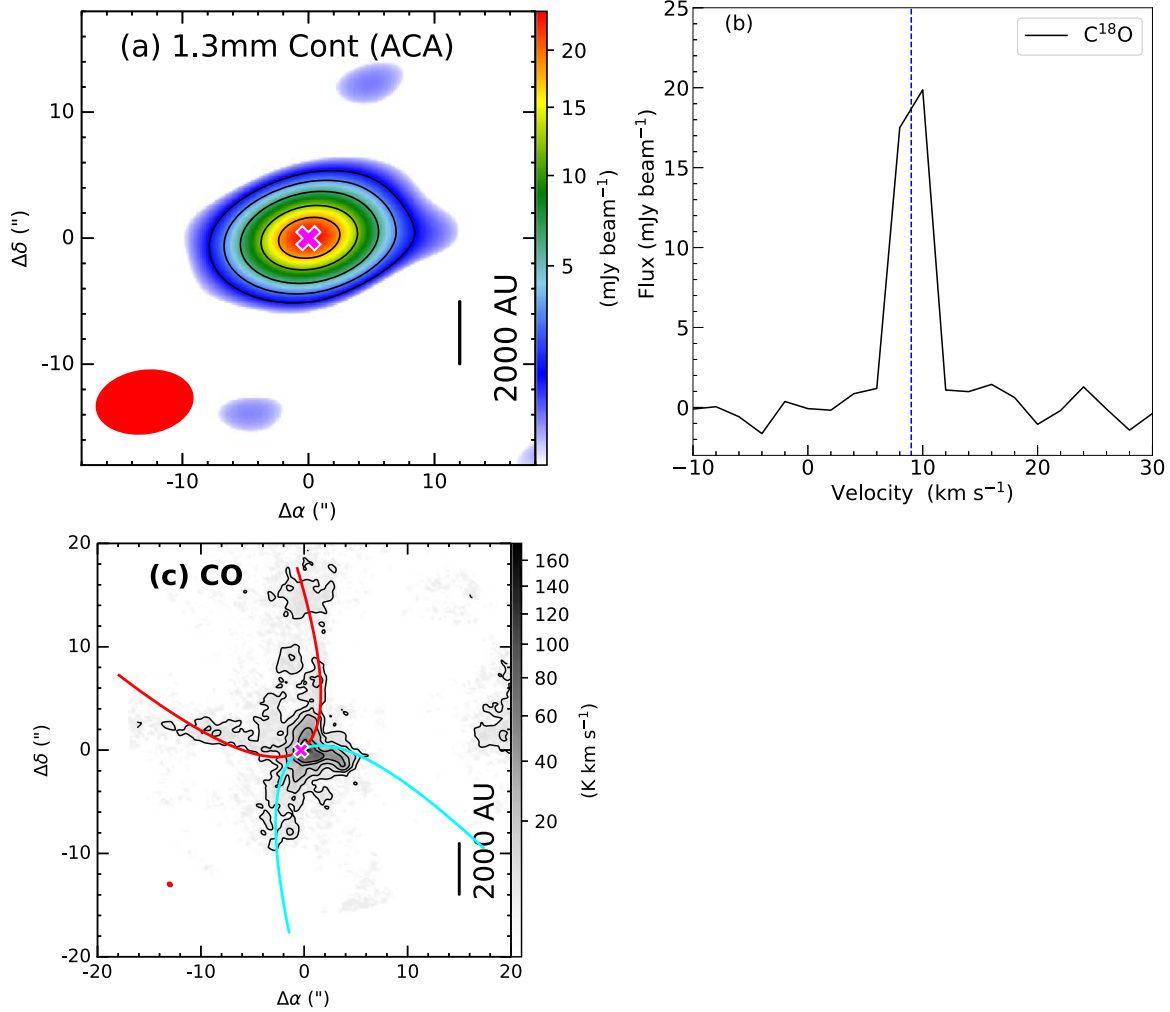 (a) 1.3mm Cont (ACA)
10
0
-10
-10
0
10
Δδ (")
Δα (")
2000 AU
20
15
10
5
(mJy beam⁻¹)
(b)
C¹⁸O
25
20
15
10
5
0
-10
0
10
20
30
Flux (mJy beam⁻¹)
Velocity (km s⁻¹)
(c) CO
20
10
0
-10
-20
-20
-10
0
10
20
Δδ (")
Δα (")
2000 AU
160
140
120
100
80
60
40
20
(K km s⁻¹)